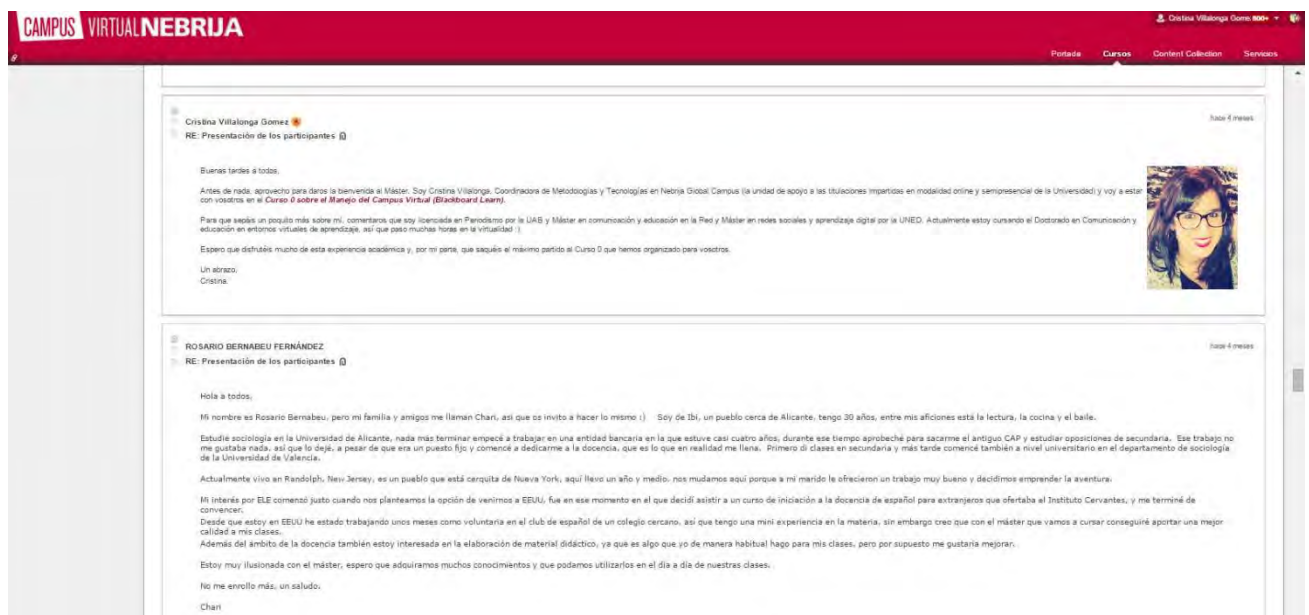 CAMPUS VIRTUAL NEBRIJA
Cristina Villalonga Gomez 800+
Portada Cursos Content Collection Servicios
Cristina Villalonga Gomez
hace 4 meses
RE: Presentación de los participantes
Buenas tardes a todos,
Antes de nada, aprovecho para daros la bienvenida al Máster. Soy Cristina Villalonga, Coordinadora de Metodologías y Tecnologías en Nebrija Global Campus (la unidad de apoyo a las titulaciones impartidas en modalidad online y semipresencial de la Universidad) y voy a estar
con vosotros en el Curso 0 sobre el Manejo del Campus Virtual (Blackboard Learn).
Para que sepáis un poquito más sobre mí, comentaros que soy licenciada en Periodismo por la UAB y Máster en comunicación y educación en la Red y Máster en redes sociales y aprendizaje digital por la UNED. Actualmente estoy cursando el Doctorado en Comunicación y
educación en entornos virtuales de aprendizaje, así que paso muchas horas en la virtualidad :)
Espero que disfrutéis mucho de esta experiencia académica y, por mi parte, que saquéis el máximo partido al Curso 0 que hemos organizado para vosotros.
Un abrazo,
Cristina
ROSARIO BERNABEU FERNÁNDEZ
hace 4 meses
RE: Presentación de los participantes
Hola a todos,
Mi nombre es Rosario Bernabeu, pero mi familia y amigos me llaman Chari, así que os invito a hacer lo mismo :) Soy de Ibi, un pueblo cerca de Alicante, tengo 30 años, entre mis aficiones está la lectura, la cocina y el baile.
Estudié sociología en la Universidad de Alicante, nada más terminar empecé a trabajar en una entidad bancaria en la que estuve casi cuatro años, durante ese tiempo aprobeché para sacarme el antiguo CAP y estudiar oposiciones de secundaria. Ese trabajo no
me gustaba nada, así que lo dejé, a pesar de que era un puesto fijo y comencé a dedicarme a la docencia, que es lo que en realidad me llena. Primero di clases en secundaria y más tarde comencé también a nivel universitario en el departamento de sociología
de la Universidad de Valencia.
Actualmente vivo en Randolph, New Jersey, es un pueblo que está cerquita de Nueva York, aquí llevo un año y medio, nos mudamos aquí porque a mi marido le ofrecieron un trabajo muy bueno y decidimos emprender la aventura.
Mi interés por ELE comenzó justo cuando nos planteamos la opción de venirnos a EEUU, fue en ese momento en el que decidí asistir a un curso de iniciación a la docencia de español para extranjeros que ofertaba el Instituto Cervantes, y me terminé de
convencer.
Desde que estoy en EEUU he estado trabajando unos meses como voluntaria en el club de español de un colegio cercano, así que tengo una mini experiencia en la materia, sin embargo creo que con el máster que vamos a cursar conseguiré aportar una mejor
calidad a mis clases.
Además del ámbito de la docencia también estoy interesada en la elaboración de material didáctico, ya que es algo que yo de manera habitual hago para mis clases, pero por supuesto me gustaría mejorar.
Estoy muy ilusionada con el máster, espero que adquiramos muchos conocimientos y que podamos utilizarlos en el día a día de nuestras clases.
No me enrollo más, un saludo.
Chari